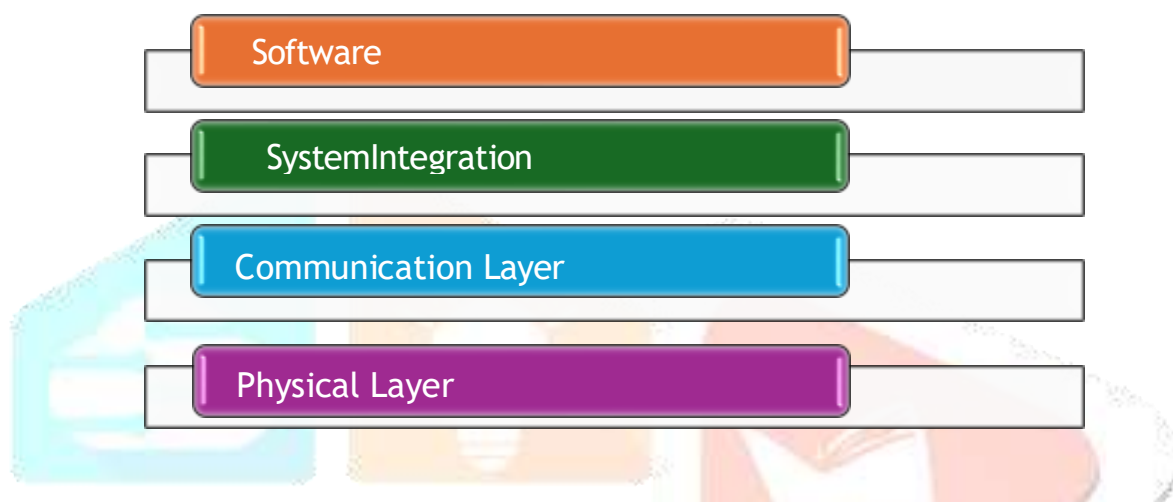 Software
SystemIntegration
Communication Layer
Physical Layer